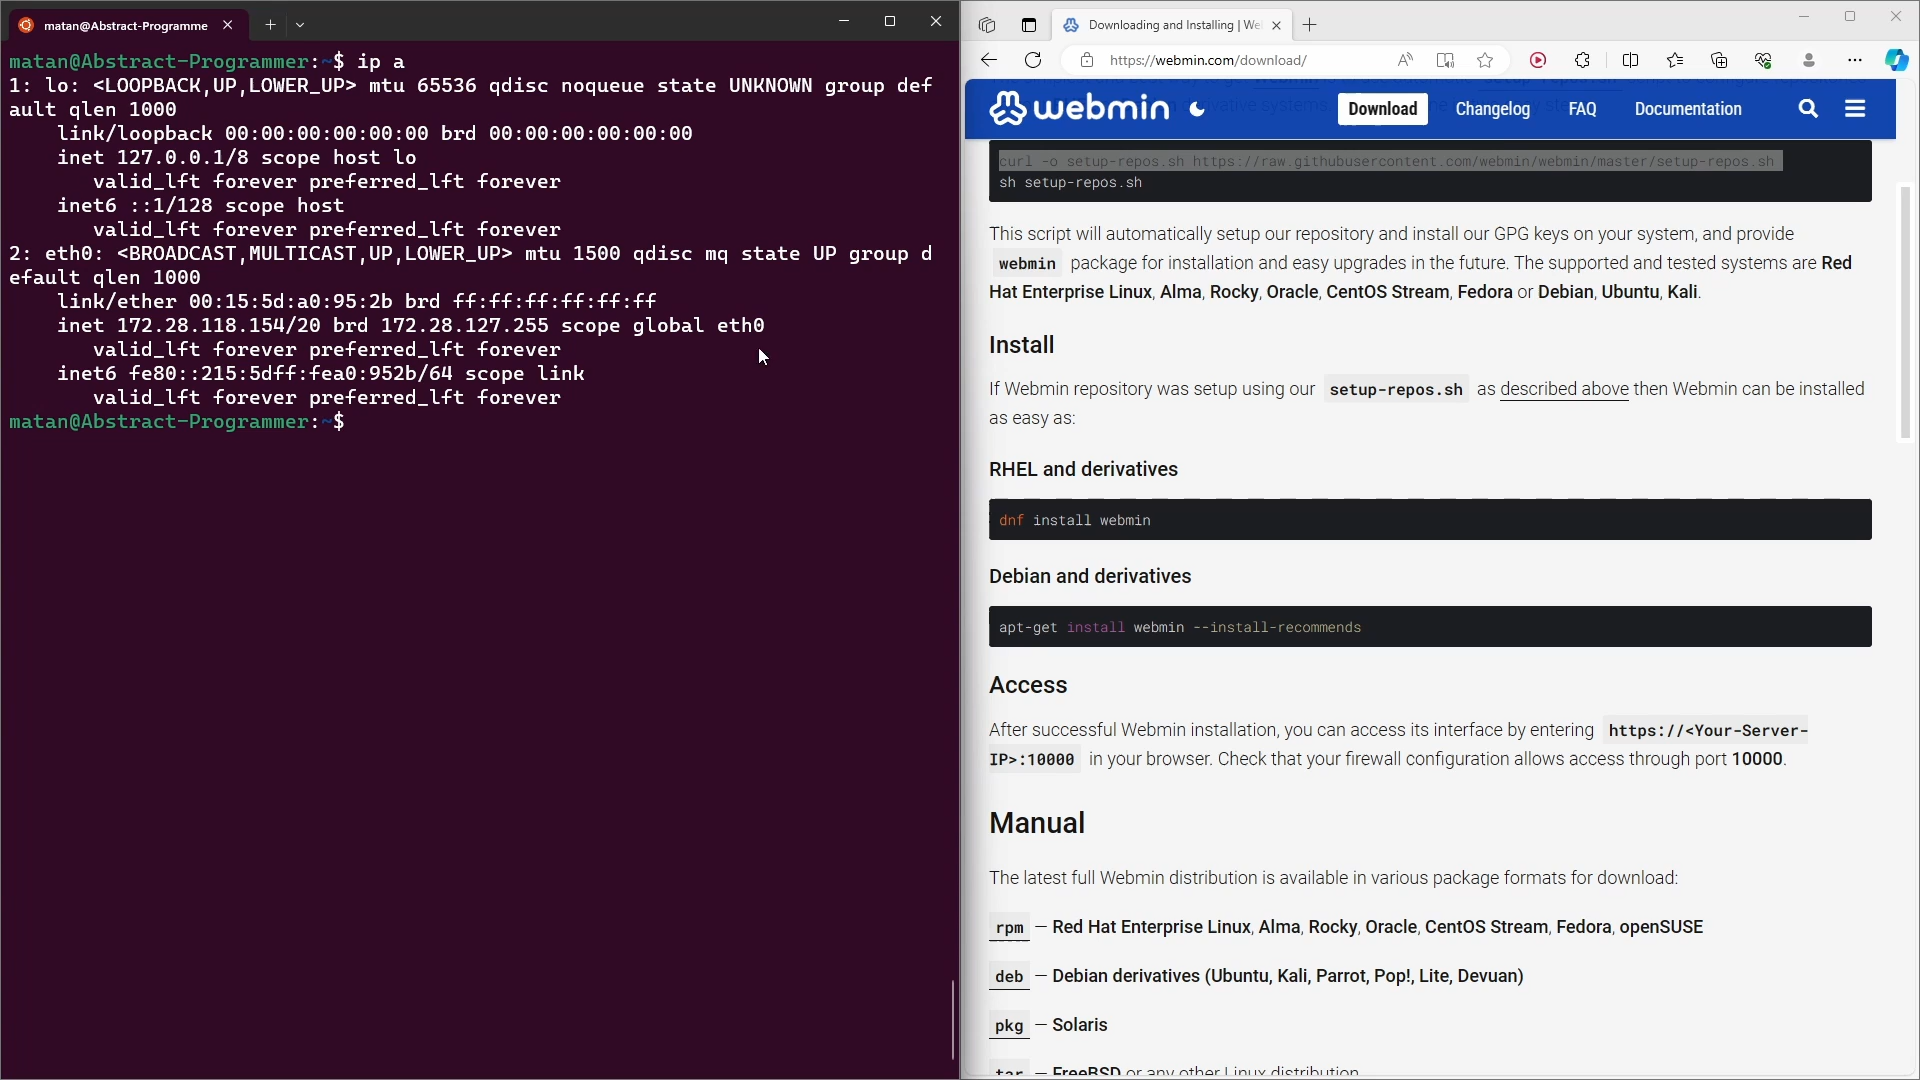 matan@Abstract-Programme
matan@Abstract-Programmer:~$ ip a
1: lo: <LOOPBACK,UP,LOWER_UP> mtu 65536 qdisc noqueue state UNKNOWN group def
ault qlen 1000
link/loopback 00:00:00:00:00:00 brd 00:00:00:00:00:00
inet 127.0.0.1/8 scope host lo
valid_lft forever preferred_lft forever
inet6 ::1/128 scope host
valid_lft forever preferred_lft forever
2: eth0: <BROADCAST,MULTICAST,UP,LOWER_UP> mtu 1500 qdisc mq state UP group d
efault qlen 1000
link/ether 00:15:5d:a0:95:2b brd ff:ff:ff:ff:ff:ff
inet 172.28.118.154/20 brd 172.28.127.255 scope global eth0
valid_lft forever preferred_lft forever
inet6 fe80::215:5dff:fea0:952b/64 scope link
valid_lft forever preferred_lft forever
matan@Abstract-Programmer:~$
Downloading and Installing | We
https://webmin.com/download/
webmin Download Changelog FAQ Documentation
curl -o setup-repos.sh https://raw.githubusercontent.com/webmin/webmin/master/setup-repos.sh
sh setup-repos.sh
This script will automatically setup our repository and install our GPG keys on your system, and provide
webmin package for installation and easy upgrades in the future. The supported and tested systems are Red
Hat Enterprise Linux, Alma, Rocky, Oracle, CentOS Stream, Fedora or Debian, Ubuntu, Kali.
Install
If Webmin repository was setup using our setup-repos.sh as described above then Webmin can be installed
as easy as:
RHEL and derivatives
dnf install webmin
Debian and derivatives
apt-get install webmin --install-recommends
Access
After successful Webmin installation, you can access its interface by entering https://<Your-Server-
IP>:10000 in your browser. Check that your firewall configuration allows access through port 10000.
Manual
The latest full Webmin distribution is available in various package formats for download:
rpm — Red Hat Enterprise Linux, Alma, Rocky, Oracle, CentOS Stream, Fedora, openSUSE
deb — Debian derivatives (Ubuntu, Kali, Parrot, Pop!, Lite, Devuan)
pkg — Solaris
tar — FreeBSD or any other Linux distribution